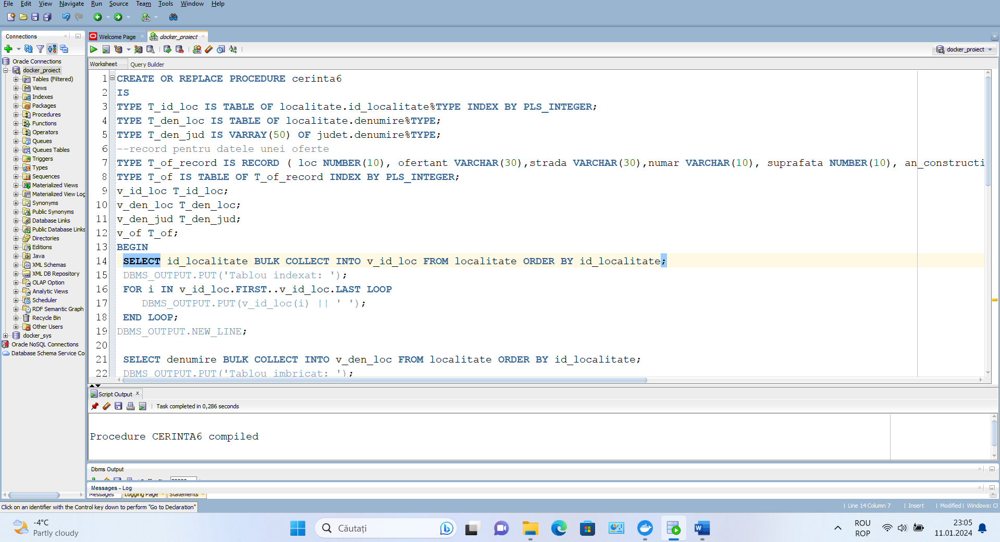 File Edit View Navigate Run Source Team Tools Window Help
Connections
Welcome Page
docker_proiect
docker_proiect
Worksheet Query Builder
Oracle Connections
docker_proiect
Tables (Filtered)
Views
Indexes
Packages
Procedures
Functions
Operators
Queues
Queues Tables
Triggers
Types
Sequences
Materialized Views
Materialized View Log
Synonyms
Public Synonyms
Database Links
Public Database Links
Directories
Editions
Java
XML Schemas
XML DB Repository
OLAP Option
Analytic Views
Scheduler
RDF Semantic Graph
Recycle Bin
Other Users
docker_sys
Oracle NoSQL Connections
Database Schema Service Co
1 CREATE OR REPLACE PROCEDURE cerinta6
2 IS
3 TYPE T_id_loc IS TABLE OF localitate.id_localitate%TYPE INDEX BY PLS_INTEGER;
4 TYPE T_den_loc IS TABLE OF localitate.denumire%TYPE;
5 TYPE T_den_jud IS VARRAY(50) OF judet.denumire%TYPE;
6 --record pentru datele unei oferte
7 TYPE T_of_record IS RECORD ( loc NUMBER(10), ofertant VARCHAR(30),strada VARCHAR(30),numar VARCHAR(10), suprafata NUMBER(10), an_constructi
8 TYPE T_of IS TABLE OF T_of_record INDEX BY PLS_INTEGER;
9 v_id_loc T_id_loc;
10 v_den_loc T_den_loc;
11 v_den_jud T_den_jud;
12 v_of T_of;
13 BEGIN
14 SELECT id_localitate BULK COLLECT INTO v_id_loc FROM localitate ORDER BY id_localitate;
15 DBMS_OUTPUT.PUT('Tablou indexat: ');
16 FOR i IN v_id_loc.FIRST..v_id_loc.LAST LOOP
17 DBMS_OUTPUT.PUT(v_id_loc(i) || ' ');
18 END LOOP;
19 DBMS_OUTPUT.NEW_LINE;
20
21 SELECT denumire BULK COLLECT INTO v_den_loc FROM localitate ORDER BY id_localitate;
22 DBMS_OUTPUT.PUT('Tablou imbricat: ');
Script Output
Task completed in 0,286 seconds
Procedure CERINTA6 compiled
Dbms Output
Messages - Log
Messages Logging Page Statements
Click on an identifier with the Control key down to perform "Go to Declaration"
Line 14 Column 7 Insert Modified Windows: CR
-4°C
Partly cloudy
Căutați
ROU
ROP
23:05
11.01.2024